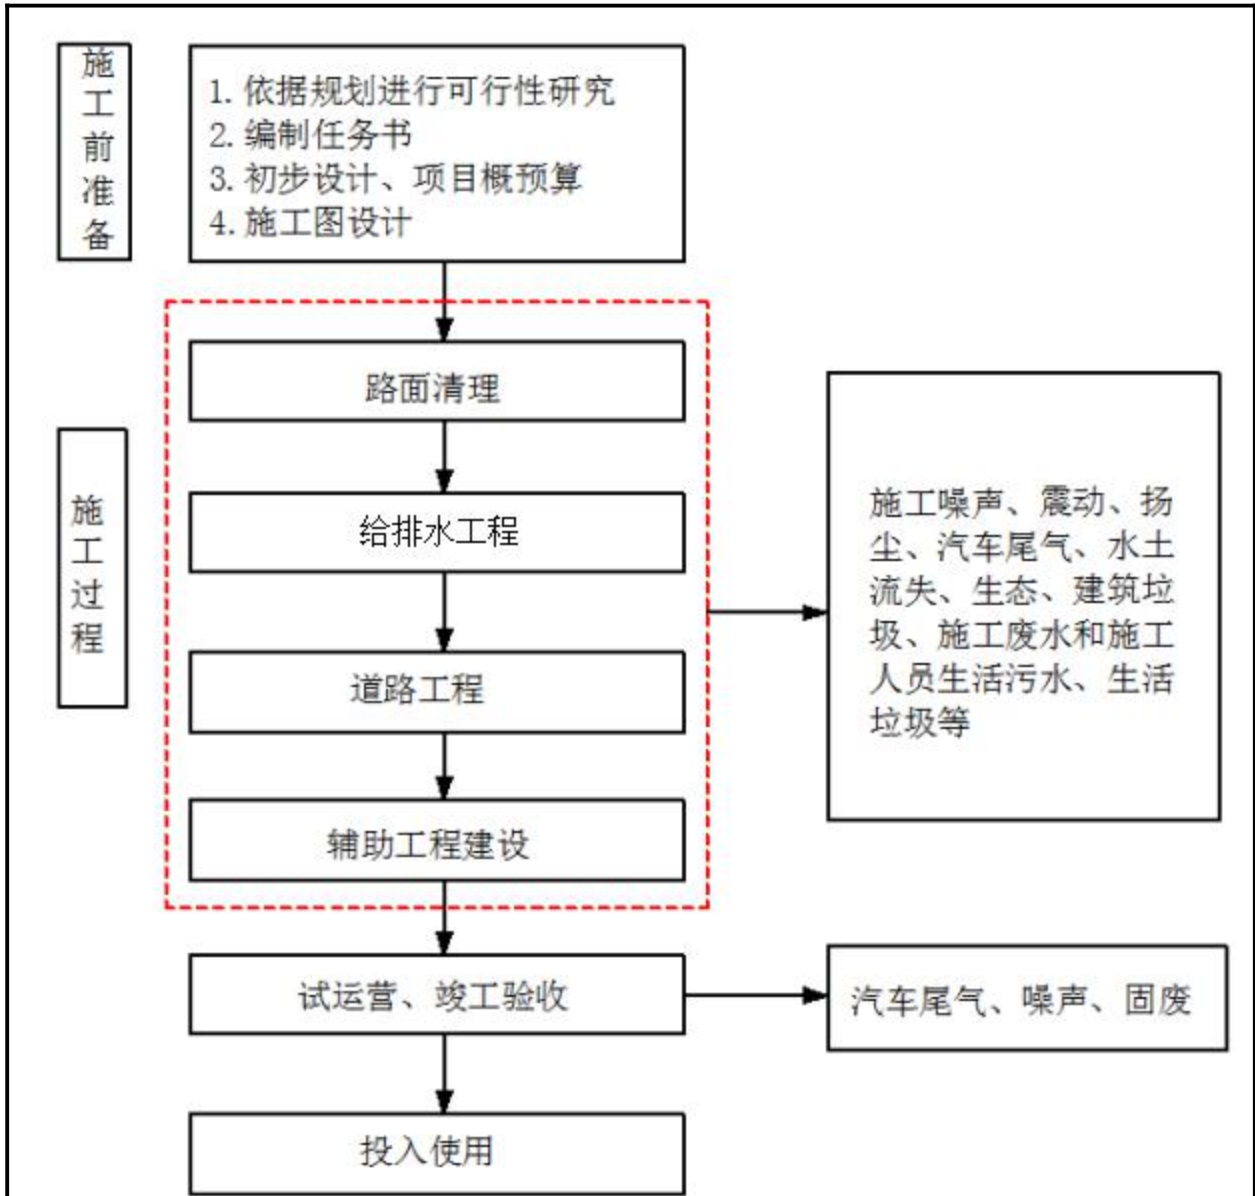 施
工
前
准
备
1. 依据规划进行可行性研究
2. 编制任务书
3. 初步设计、项目概预算
4. 施工图设计
路面清理
施
工
过
程
给排水工程
道路工程
辅助工程建设
施工噪声、震动、扬
尘、汽车尾气、水土
流失、生态、建筑垃
圾、施工废水和施工
人员生活污水、生活
垃圾等
试运营、竣工验收
汽车尾气、噪声、固废
投入使用